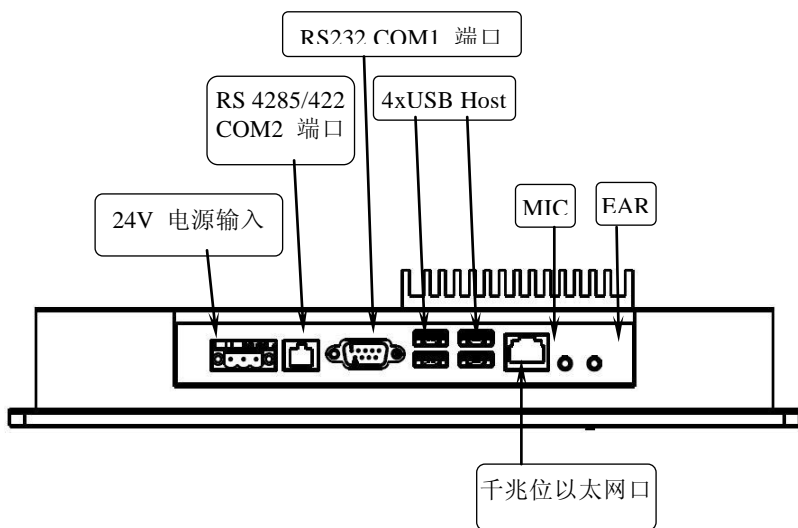 RS232 COM1 端口
RS 4285/422
COM2 端口
4xUSB Host
24V 电源输入
MIC
EAR
千兆位以太网口